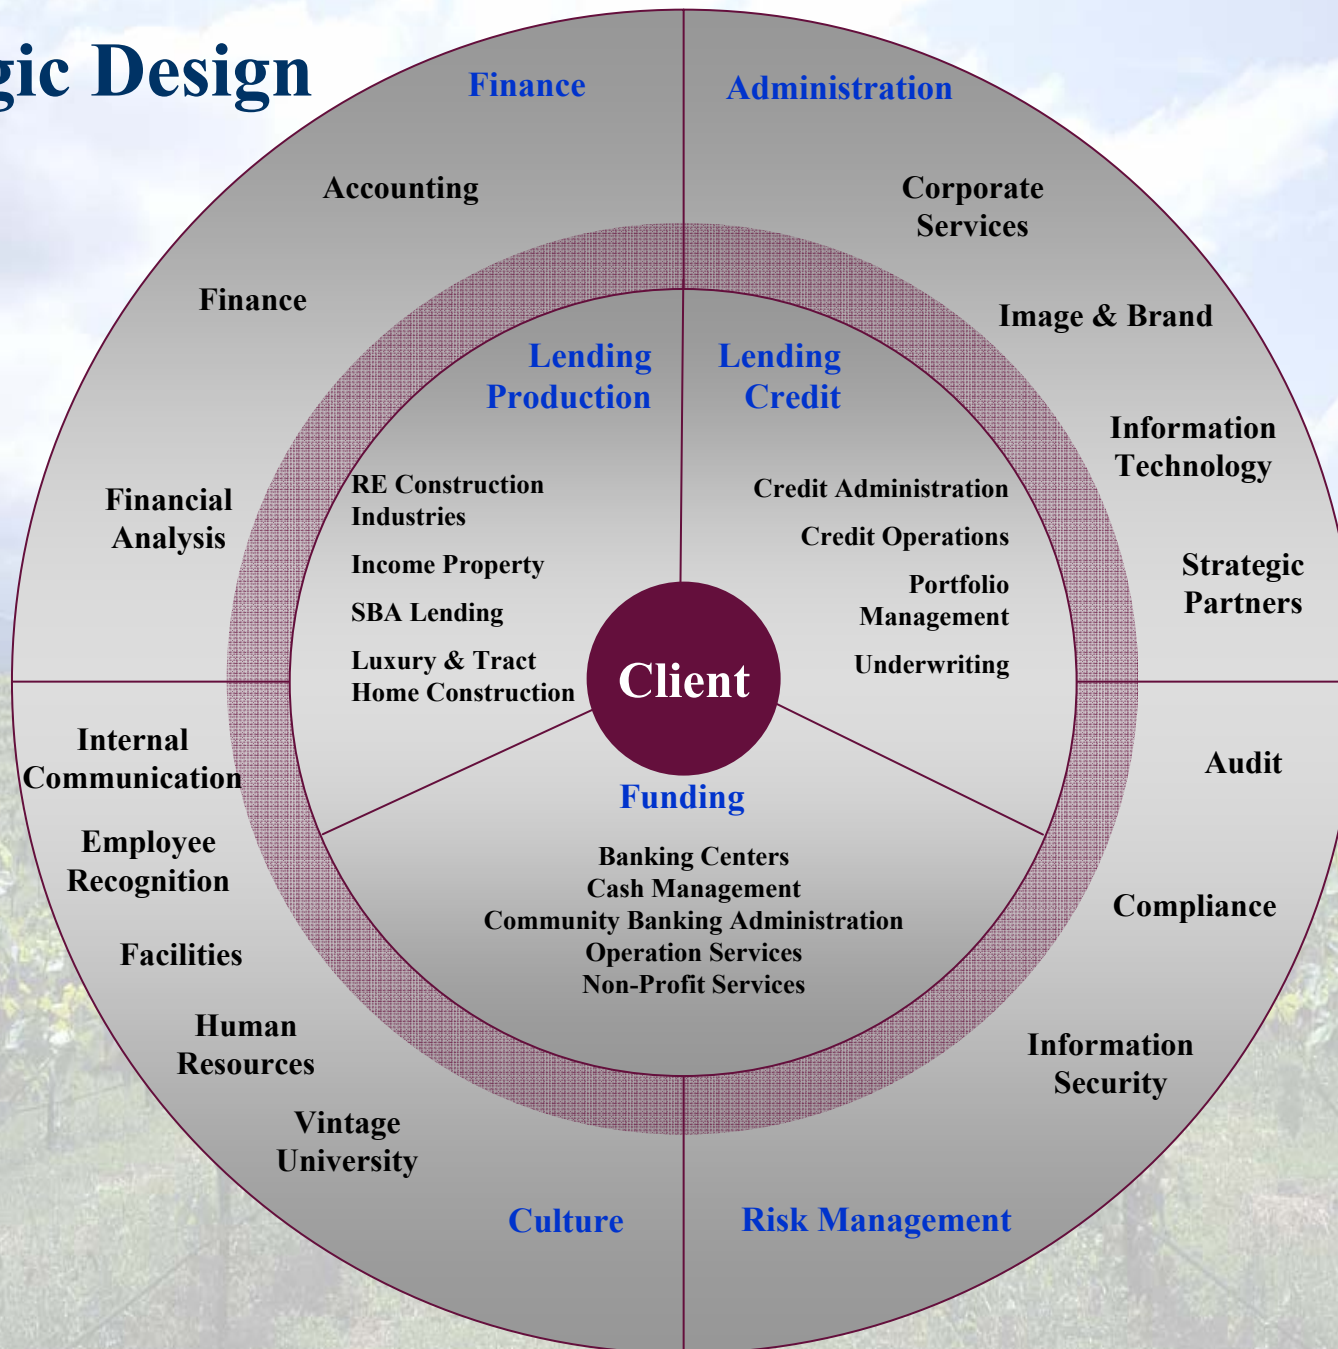 gic Design
Finance
Accounting
Finance
Financial
Analysis
Administration
Corporate
Services
Image & Brand
Information
Technology
Strategic
Partners
Lending
Production
RE Construction
Industries
Income Property
SBA Lending
Luxury & Tract
Home Construction
Lending
Credit
Credit Administration
Credit Operations
Portfolio
Management
Underwriting
Client
Funding
Banking Centers
Cash Management
Community Banking Administration
Operation Services
Non-Profit Services
Internal
Communication
Employee
Recognition
Facilities
Human
Resources
Vintage
University
Culture
Audit
Compliance
Information
Security
Risk Management